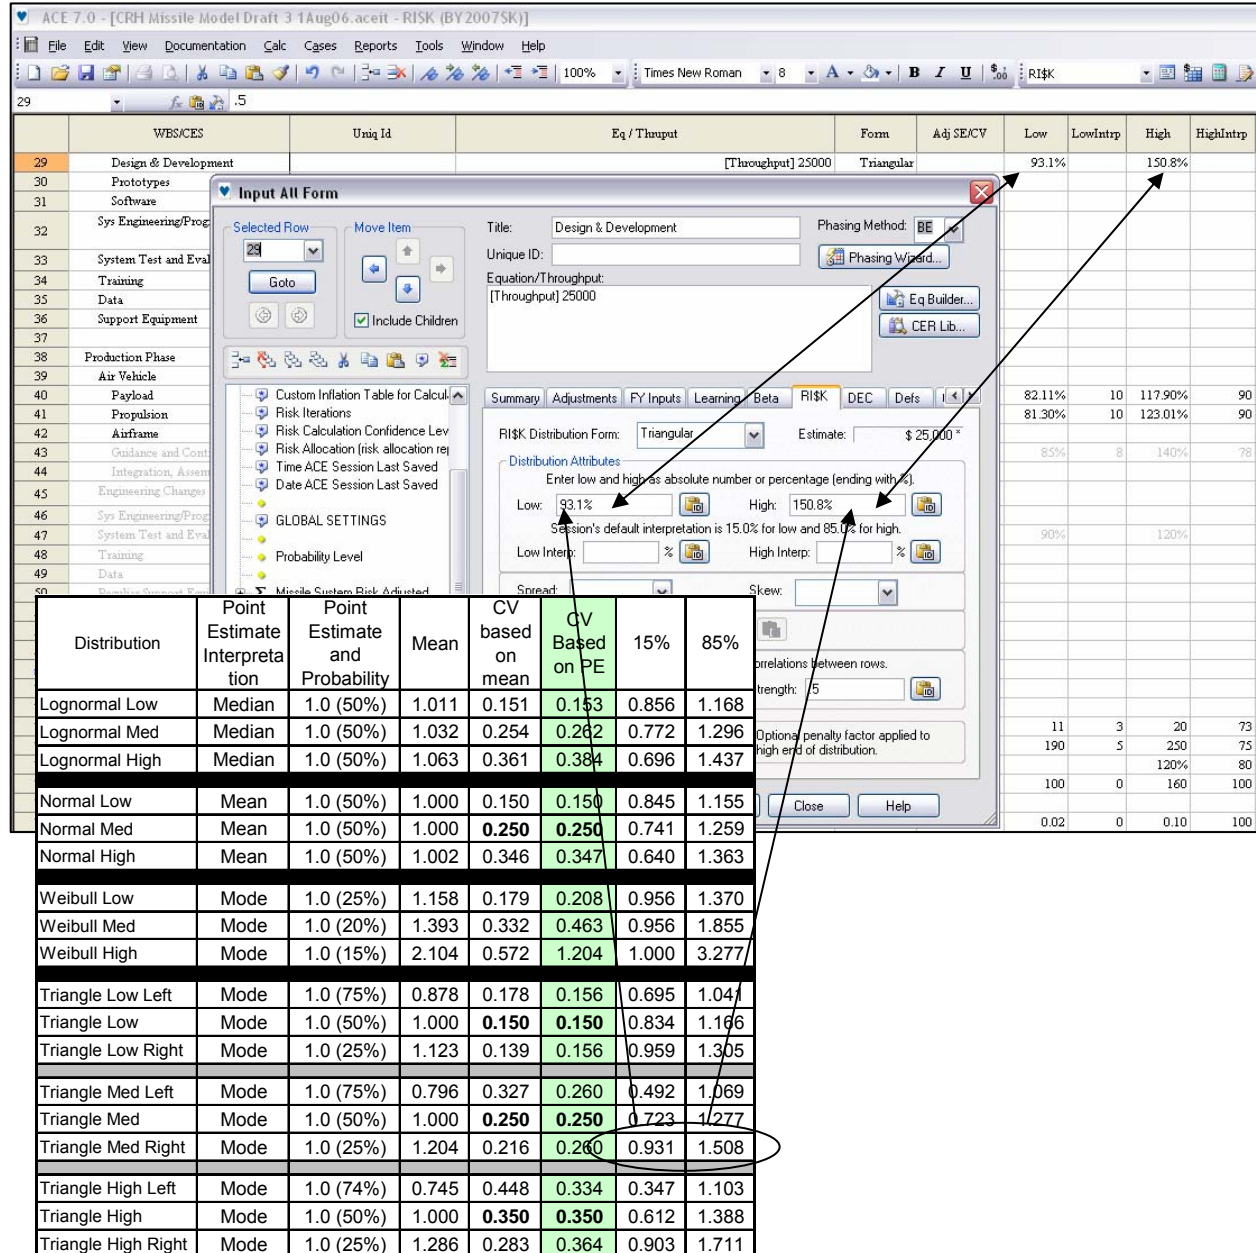 ACE 7.0 - [CRH Missile Model Draft 3 1Aug06.aceit - RISK (BY2007$K)]
File Edit View Documentation Calc Cases Reports Tools Window Help
100% Times New Roman 8 A B I U RI$K
29 fx .5
WBS/CES Uniq Id Eq / Thruput Form Adj SE/CV Low LowIntrp High HighIntrp
29 Design & Development [Throughput] 25000 Triangular 93.1% 150.8%
30 Prototypes
31 Software
32 Sys Engineering/Prog
33 System Test and Eval
34 Training
35 Data
36 Support Equipment
37
38 Production Phase
39 Air Vehicle
40 Payload 82.11% 10 117.90% 90
41 Propulsion 81.30% 10 123.01% 90
42 Airframe
43 Guidance and Cont 85% 8 140% 78
44 Integration, Assem
45 Engineering Changes
46 Sys Engineering/Prog
47 System Test and Eval 90% 120%
48 Training
49 Data
50
11 3 20 73
190 5 250 75
120% 80
100 0 160 100
0.02 0 0.10 100
Input All Form
Selected Row Move Item
29
Goto
Include Children
Title: Design & Development Phasing Method: BE
Unique ID: Phasing Wizard...
Equation/Throughput:
[Throughput] 25000
Eq Builder...
CER Lib...
Custom Inflation Table for Calcul
Risk Iterations
Risk Calculation Confidence Lev
Risk Allocation (risk allocation rep
Time ACE Session Last Saved
Date ACE Session Last Saved
GLOBAL SETTINGS
Probability Level
Missile System Risk Adjusted
Summary Adjustments FY Inputs Learning Beta RI$K DEC Defs
RI$K Distribution Form: Triangular Estimate: $ 25,000 *
Distribution Attributes
Enter low and high as absolute number or percentage (ending with %).
Low: 93.1% High: 150.8%
Session's default interpretation is 15.0% for low and 85.0% for high.
Low Interp: % High Interp: %
Spread: Skew:
orrelations between rows.
trength: .5
Optional penalty factor applied to
high end of distribution.
Close Help
Distribution Point Estimate Interpreta tion Point Estimate and Probability Mean CV based on mean CV Based on PE 15% 85%
Lognormal Low Median 1.0 (50%) 1.011 0.151 0.153 0.856 1.168
Lognormal Med Median 1.0 (50%) 1.032 0.254 0.262 0.772 1.296
Lognormal High Median 1.0 (50%) 1.063 0.361 0.384 0.696 1.437
Normal Low Mean 1.0 (50%) 1.000 0.150 0.150 0.845 1.155
Normal Med Mean 1.0 (50%) 1.000 0.250 0.250 0.741 1.259
Normal High Mean 1.0 (50%) 1.002 0.346 0.347 0.640 1.363
Weibull Low Mode 1.0 (25%) 1.158 0.179 0.208 0.956 1.370
Weibull Med Mode 1.0 (20%) 1.393 0.332 0.463 0.956 1.855
Weibull High Mode 1.0 (15%) 2.104 0.572 1.204 1.000 3.277
Triangle Low Left Mode 1.0 (75%) 0.878 0.178 0.156 0.695 1.041
Triangle Low Mode 1.0 (50%) 1.000 0.150 0.150 0.834 1.166
Triangle Low Right Mode 1.0 (25%) 1.123 0.139 0.156 0.959 1.305
Triangle Med Left Mode 1.0 (75%) 0.796 0.327 0.260 0.492 1.069
Triangle Med Mode 1.0 (50%) 1.000 0.250 0.250 0.723 1.277
Triangle Med Right Mode 1.0 (25%) 1.204 0.216 0.260 0.931 1.508
Triangle High Left Mode 1.0 (74%) 0.745 0.448 0.334 0.347 1.103
Triangle High Mode 1.0 (50%) 1.000 0.350 0.350 0.612 1.388
Triangle High Right Mode 1.0 (25%) 1.286 0.283 0.364 0.903 1.711